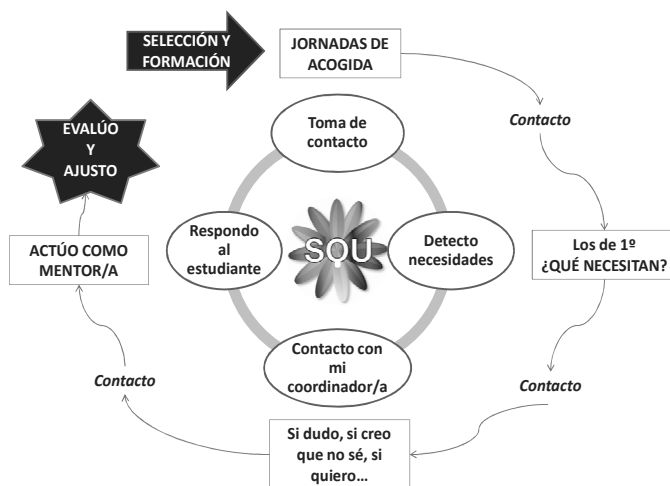 SELECCIÓN Y
FORMACIÓN
JORNADAS DE
ACOGIDA
Contacto
EVALÚO
Y
AJUSTO
Toma de
contacto
ACTÚO COMO
MENTOR/A
Respondo
al
estudiante
SOU
Detecto
necesidades
Los de 1º
¿QUÉ NECESITAN?
Contacto con
mi
coordinador/a
Contacto
Contacto
Si dudo, si creo
que no sé, si
quiero...